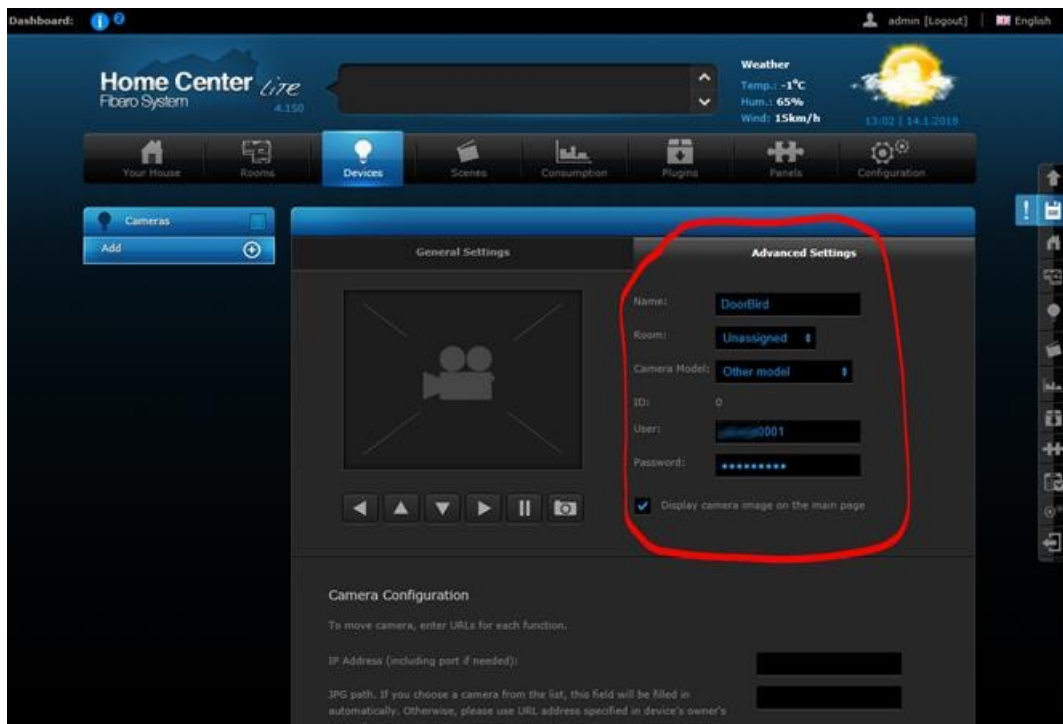 Dashboard:
admin [Logout]
English
Home Center Lite
Fibaro System
4.150
Weather
Temp.: -1°C
Hum.: 65%
Wind: 15km/h
13:02 | 14.1.2018
Your House
Rooms
Devices
Scenes
Consumption
Plugins
Panels
Configuration
Cameras
Add
General Settings
Advanced Settings
Name: DoorBird
Room: Unassigned
Camera Model: Other model
ID: 0
User: 0001
Password: •••••••••
Display camera image on the main page
Camera Configuration
To move camera, enter URLs for each function.
IP Address (including port if needed):
JPG path. If you choose a camera from the list, this field will be filled in
automatically. Otherwise, please use URL address specified in device's owner's